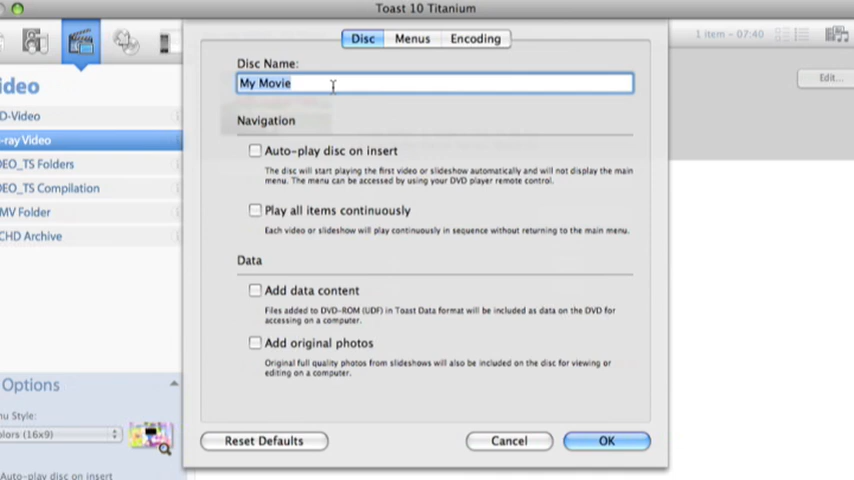 Toast 10 Titanium
Disc Menus Encoding
1 item - 07:40
Disc Name:
My Movie
Edit...
Navigation
Auto-play disc on insert
The disc will start playing the first video or slideshow automatically and will not display the main
menu. The menu can be accessed by using your DVD player remote control.
Play all items continuously
Each video or slideshow will play continuously in sequence without returning to the main menu.
Data
Add data content
Files added to DVD-ROM (UDF) in Toast Data format will be included as data on the DVD for
accessing on a computer.
Add original photos
Original full quality photos from slideshows will also be included on the disc for viewing or
editing on a computer.
Reset Defaults Cancel OK
ideo
D-Video
-ray Video
DEO_TS Folders
DEO_TS Compilation
MV Folder
CHD Archive
Options
nu Style:
olors (16x9)
Auto-play disc on insert